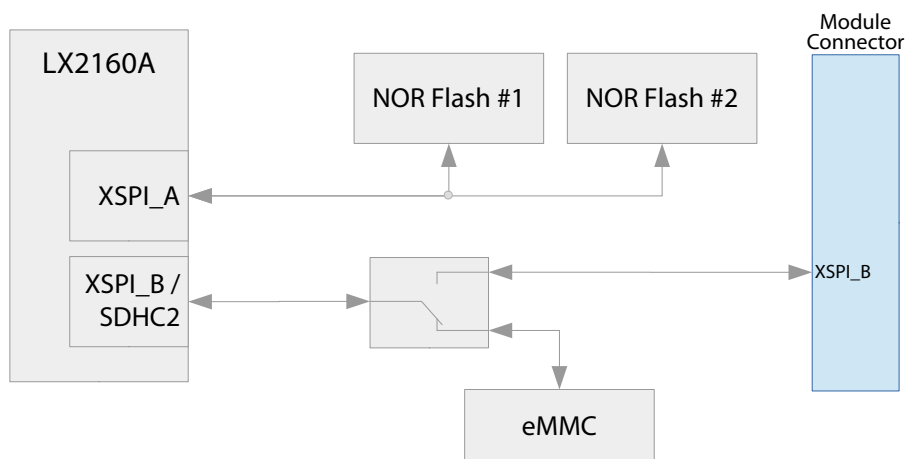 Module
Connector
LX2160A
NOR Flash #1
NOR Flash #2
XSPI_A
XSPI_B /
SDHC2
XSPI_B
eMMC